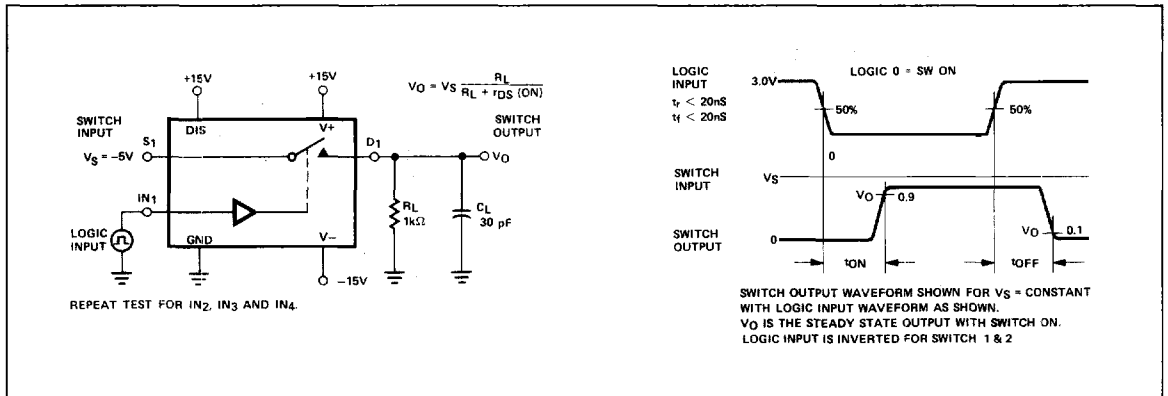 +15V
+15V
VO = VS RL / RL + rDS (ON)
SWITCH
INPUT
DIS
V+
SWITCH
OUTPUT
S1
VS = −5V
D1
VO
IN1
RL
1kΩ
CL
30 pF
LOGIC
INPUT
GND
V−
−15V
REPEAT TEST FOR IN2, IN3 AND IN4.
LOGIC
INPUT
3.0V
LOGIC 0 = SW ON
tr < 20nS
tf < 20nS
50%
50%
0
SWITCH
INPUT
VS
VO
0.9
SWITCH
OUTPUT
0
VO
0.1
tON
tOFF
SWITCH OUTPUT WAVEFORM SHOWN FOR VS = CONSTANT
WITH LOGIC INPUT WAVEFORM AS SHOWN.
VO IS THE STEADY STATE OUTPUT WITH SWITCH ON.
LOGIC INPUT IS INVERTED FOR SWITCH 1 & 2